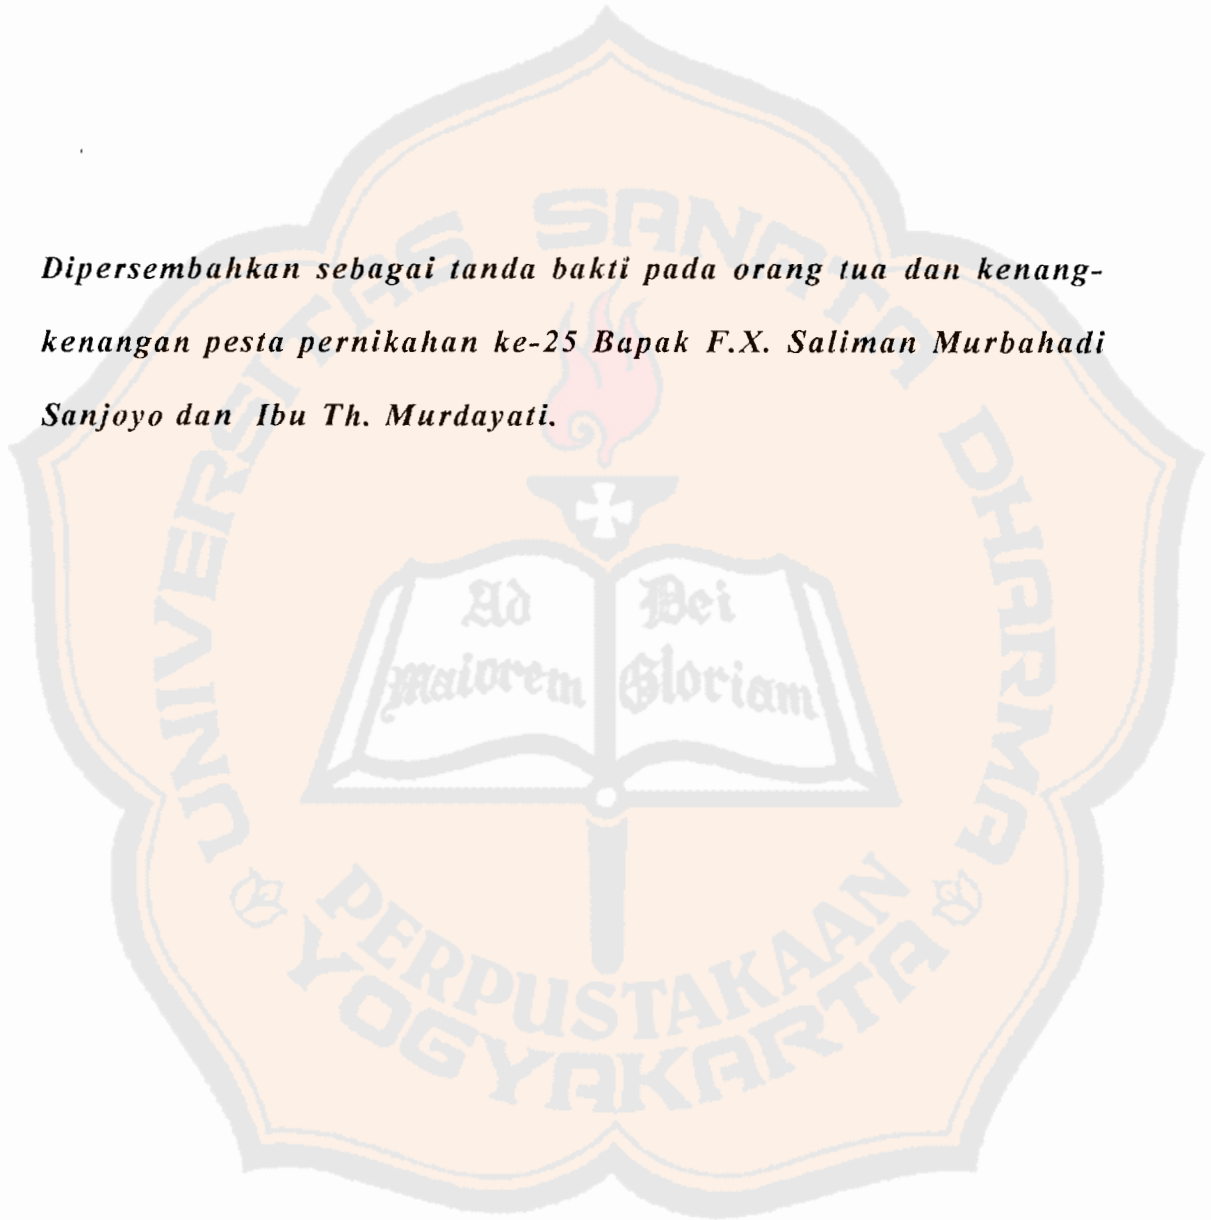 Dipersembahkan sebagai tanda bakti pada orang tua dan kenang-
kenangan pesta pernikahan ke-25 Bapak F.X. Saliman Murbahadi
Sanjoyo dan Ibu Th. Murdayati.
UNIVERSITAS SANATA DHARMA
Ad
maiorem
Dei
Gloriam
PERPUSTAKAAN
YOGYAKARTA